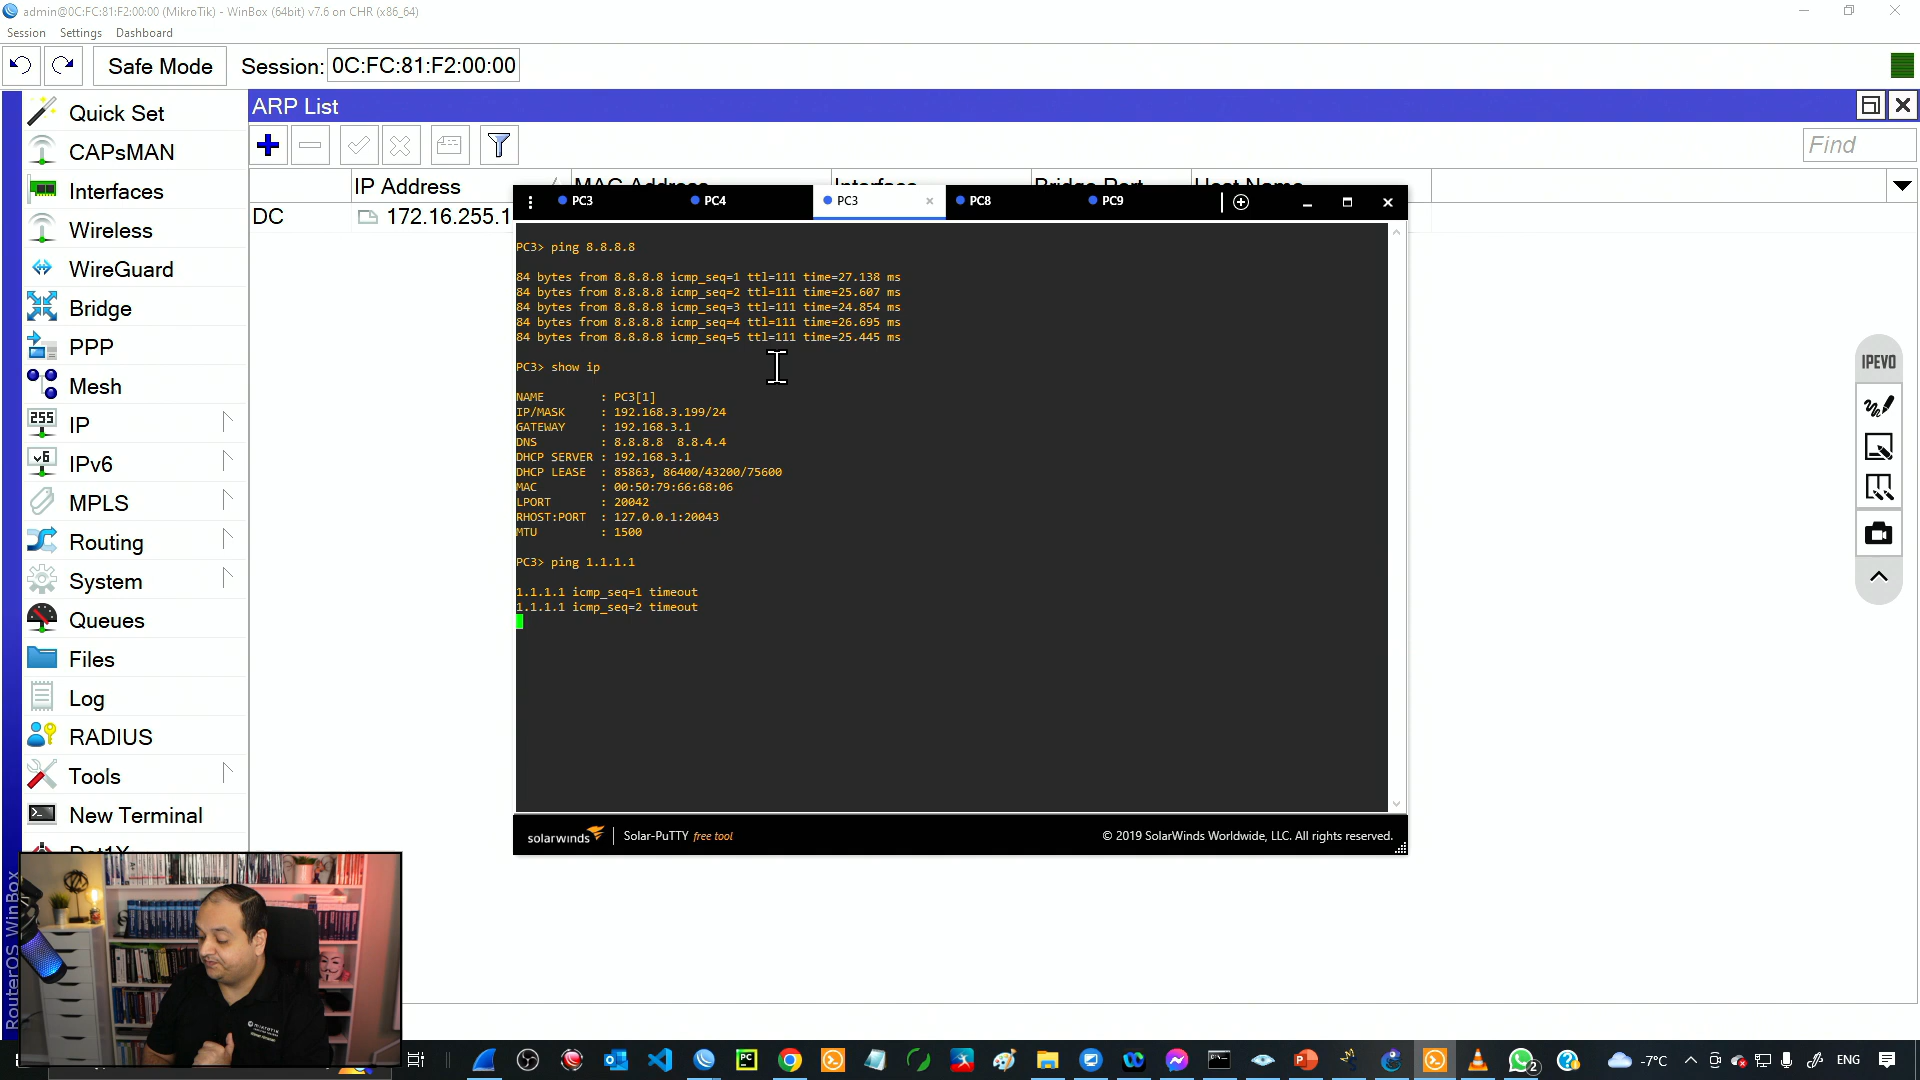 admin@0C:FC:81:F2:00:00 (MikroTik) - WinBox (64bit) v7.6 on CHR (x86_64)
Session Settings Dashboard
Safe Mode Session: 0C:FC:81:F2:00:00
Quick Set
CAPsMAN
Interfaces
Wireless
WireGuard
Bridge
PPP
Mesh
IP
IPv6
MPLS
Routing
System
Queues
Files
Log
RADIUS
Tools
New Terminal
Dot1X
RouterOS WinBox
ARP List
Find
IP Address MAC Address Interface Bridge Port Host Name
DC 172.16.255.1
PC3 PC4 PC3 PC8 PC9
PC3> ping 8.8.8.8
84 bytes from 8.8.8.8 icmp_seq=1 ttl=111 time=27.138 ms
84 bytes from 8.8.8.8 icmp_seq=2 ttl=111 time=25.607 ms
84 bytes from 8.8.8.8 icmp_seq=3 ttl=111 time=24.854 ms
84 bytes from 8.8.8.8 icmp_seq=4 ttl=111 time=26.695 ms
84 bytes from 8.8.8.8 icmp_seq=5 ttl=111 time=25.445 ms
PC3> show ip
NAME : PC3[1]
IP/MASK : 192.168.3.199/24
GATEWAY : 192.168.3.1
DNS : 8.8.8.8 8.8.4.4
DHCP SERVER : 192.168.3.1
DHCP LEASE : 85863, 86400/43200/75600
MAC : 00:50:79:66:68:06
LPORT : 20042
RHOST:PORT : 127.0.0.1:20043
MTU : 1500
PC3> ping 1.1.1.1
1.1.1.1 icmp_seq=1 timeout
1.1.1.1 icmp_seq=2 timeout
solarwinds Solar-PuTTY free tool © 2019 SolarWinds Worldwide, LLC. All rights reserved.
IPEVO
-7°C ENG